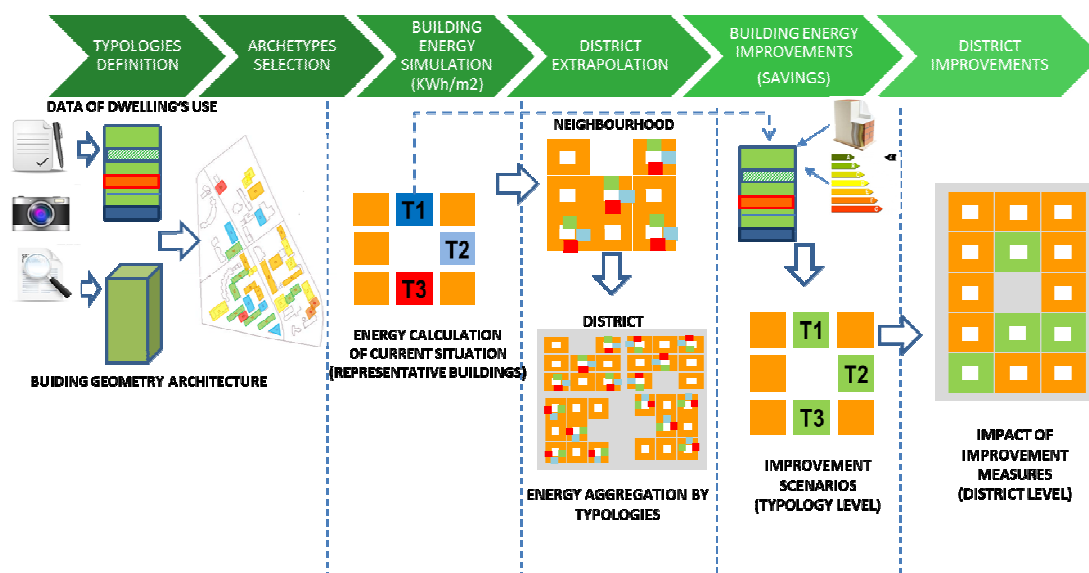 TYPOLOGIES
DEFINITION
ARCHETYPES
SELECTION
BUILDING
ENERGY
SIMULATION
(KWh/m2)
DISTRICT
EXTRAPOLATION
BUILDING ENERGY
IMPROVEMENTS
(SAVINGS)
DISTRICT
IMPROVEMENTS
DATA OF DWELLING'S USE
BUIDING GEOMETRY ARCHITECTURE
T1
T2
T3
ENERGY CALCULATION
OF CURRENT SITUATION
(REPRESENTATIVE BUILDINGS)
NEIGHBOURHOOD
DISTRICT
ENERGY AGGREGATION BY
TYPOLOGIES
T1
T2
T3
IMPROVEMENT
SCENARIOS
(TYPOLOGY LEVEL)
IMPACT OF
IMPROVEMENT
MEASURES
(DISTRICT LEVEL)